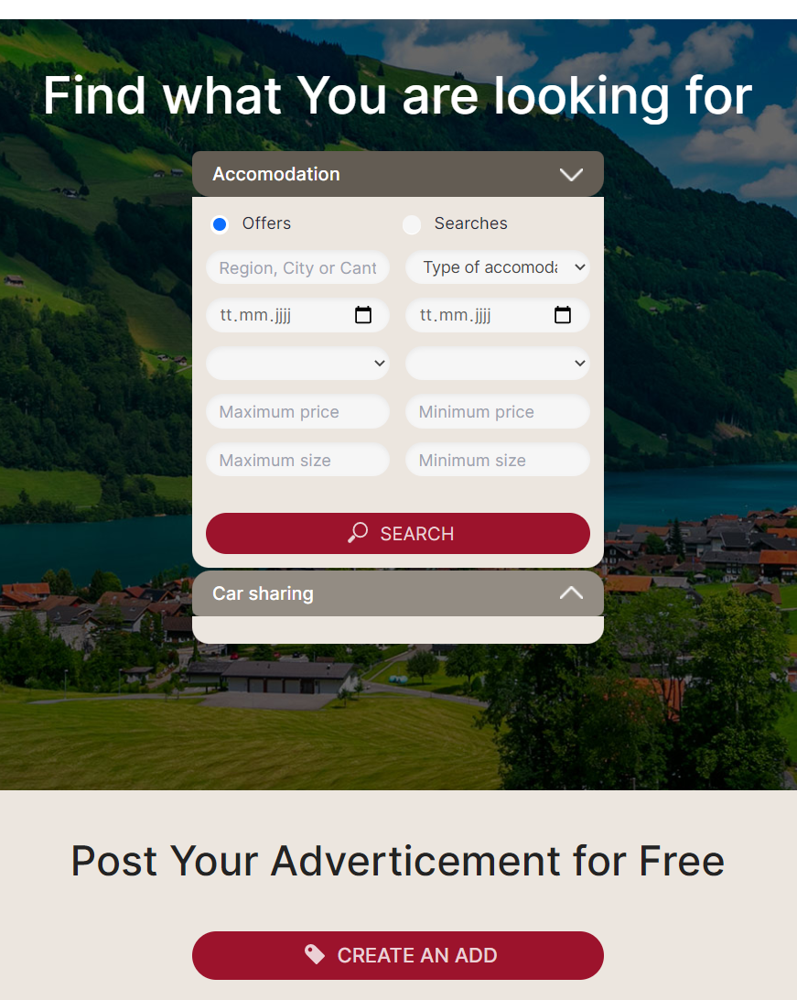 Find what You are looking for
Accomodation
Offers Searches
Region, City or Cant Type of accomoda
tt.mm.jjjj tt.mm.jjjj
Maximum price Minimum price
Maximum size Minimum size
SEARCH
Car sharing
Post Your Adverticement for Free
CREATE AN ADD